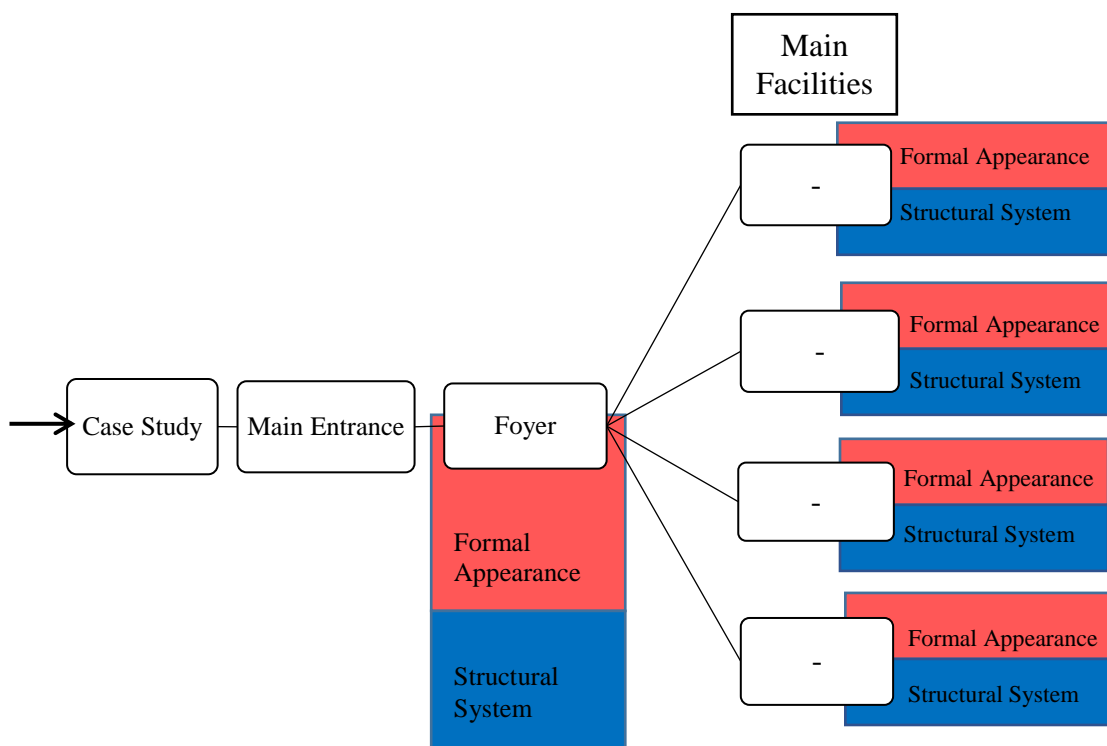 Main
Facilities
-
Formal Appearance
Structural System
-
Formal Appearance
Structural System
Case Study
Main Entrance
Foyer
Formal
Appearance
Structural
System
-
Formal Appearance
Structural System
-
Formal Appearance
Structural System